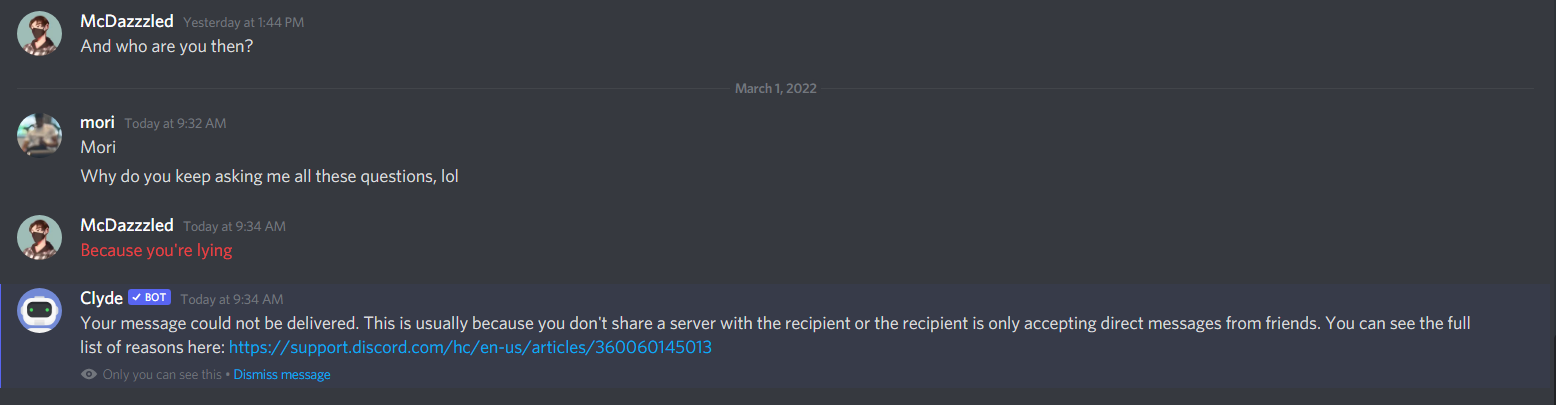 McDazzzled Yesterday at 1:44 PM
And who are you then?
March 1, 2022
mori Today at 9:32 AM
Mori
Why do you keep asking me all these questions, lol
McDazzzled Today at 9:34 AM
Because you're lying
Clyde ✓ BOT Today at 9:34 AM
Your message could not be delivered. This is usually because you don't share a server with the recipient or the recipient is only accepting direct messages from friends. You can see the full
list of reasons here: https://support.discord.com/hc/en-us/articles/360060145013
Only you can see this • Dismiss message